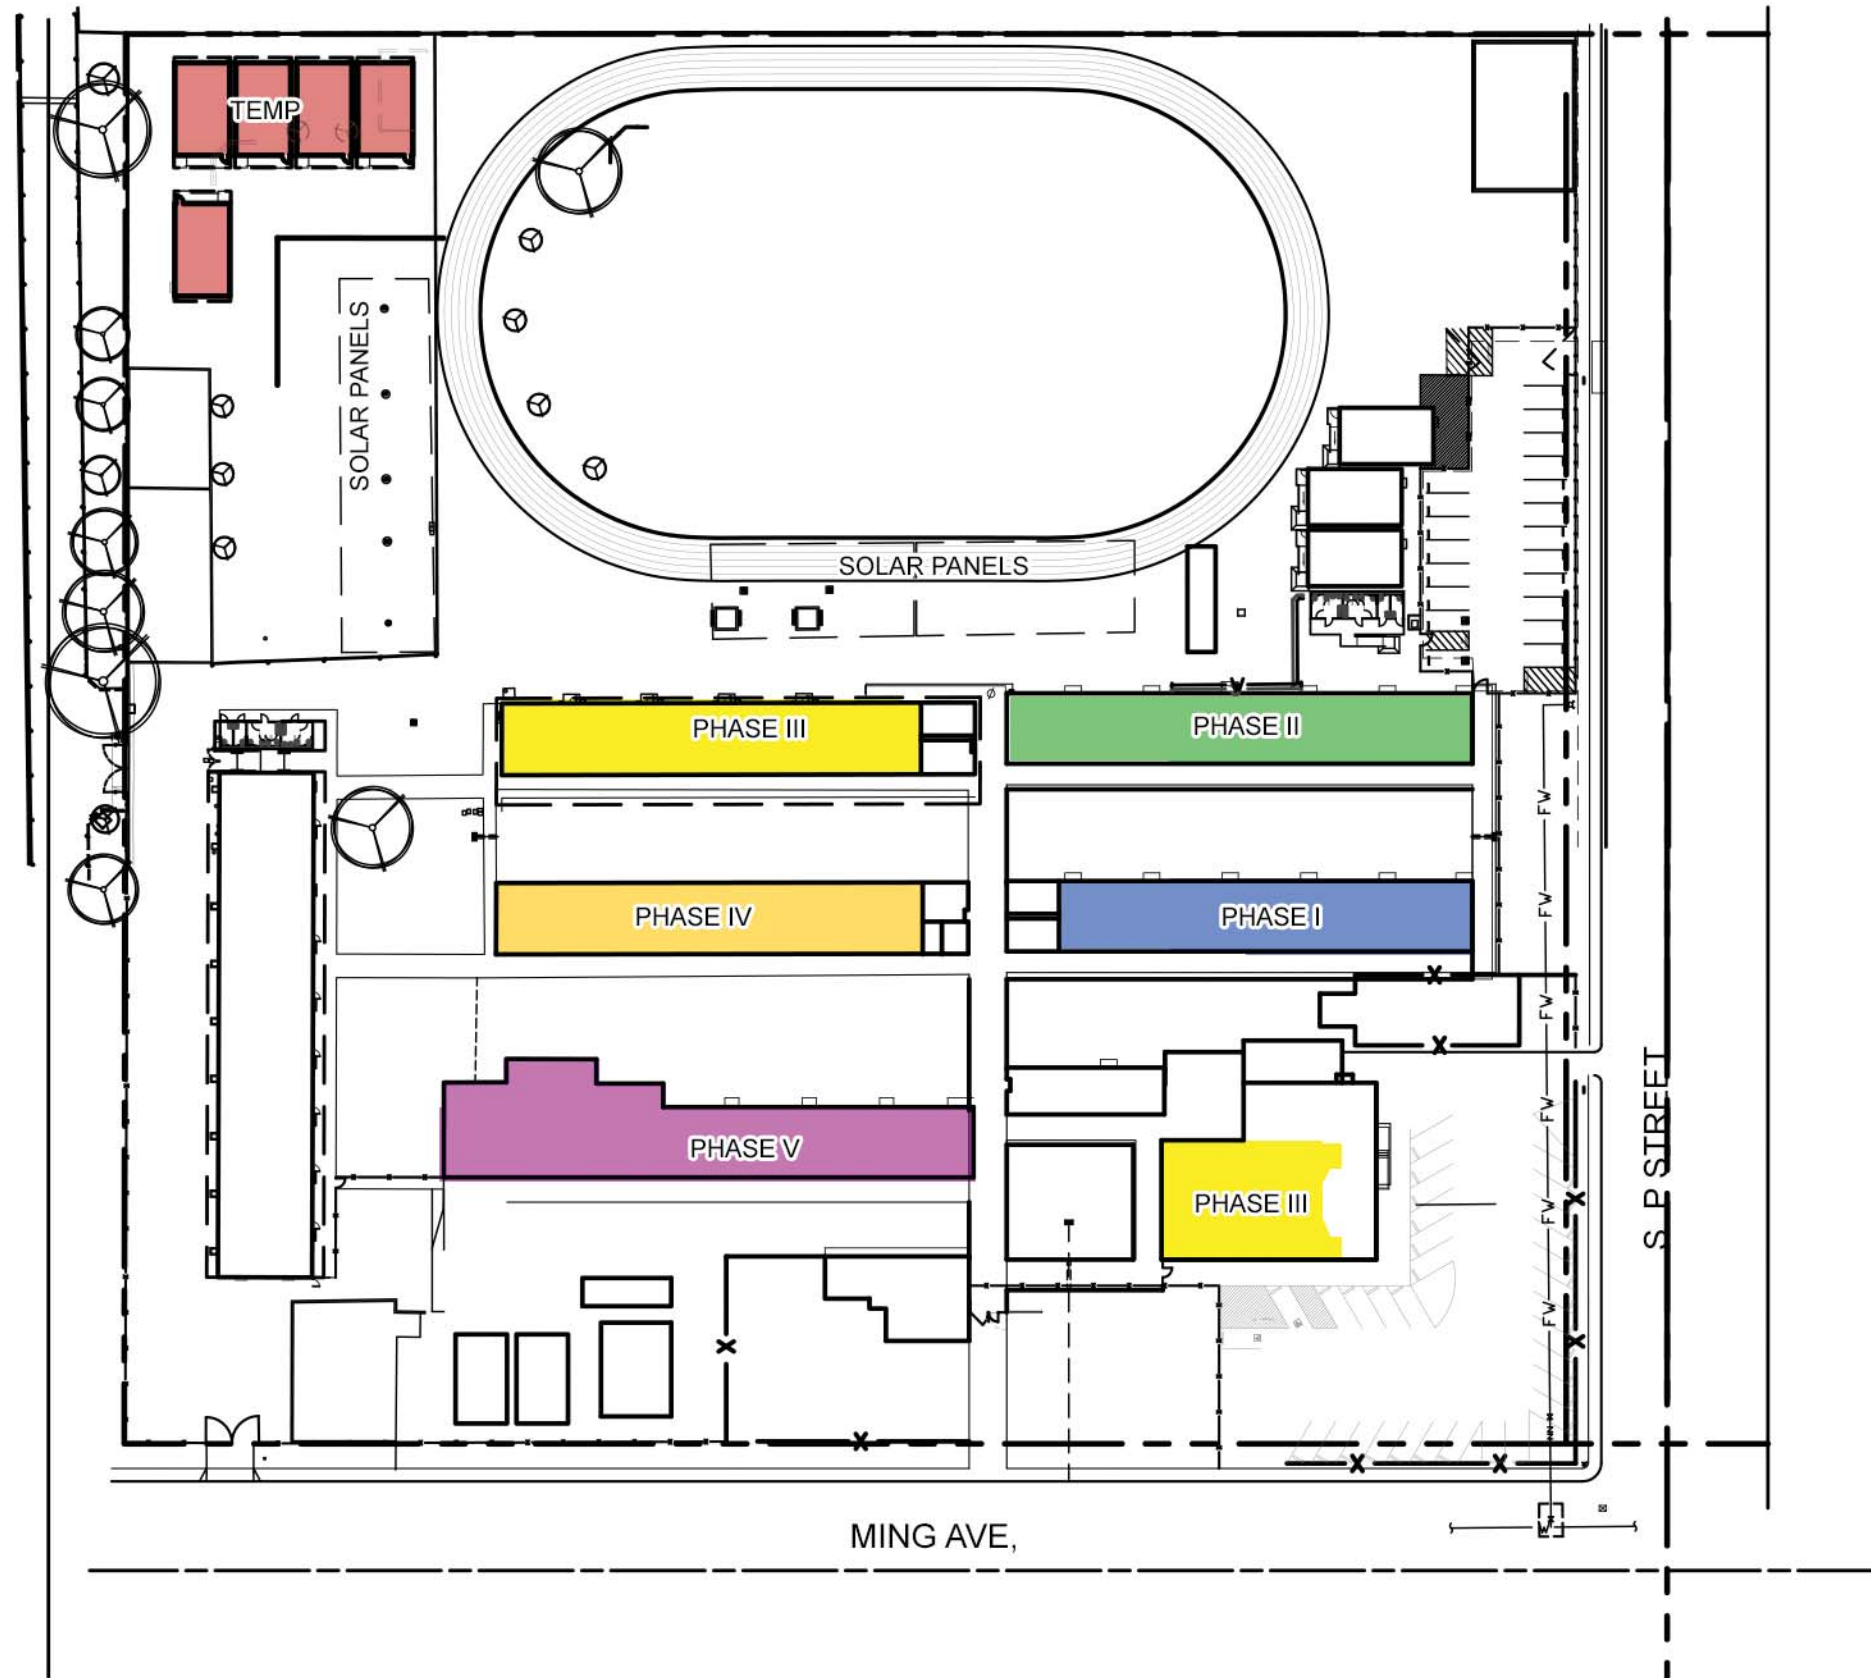 TEMP
SOLAR PANELS
SOLAR PANELS
PHASE III
PHASE II
FW
PHASE IV
PHASE I
FW
FW
S P STREET
FW
PHASE V
PHASE III
FW
FW
MING AVE,
W